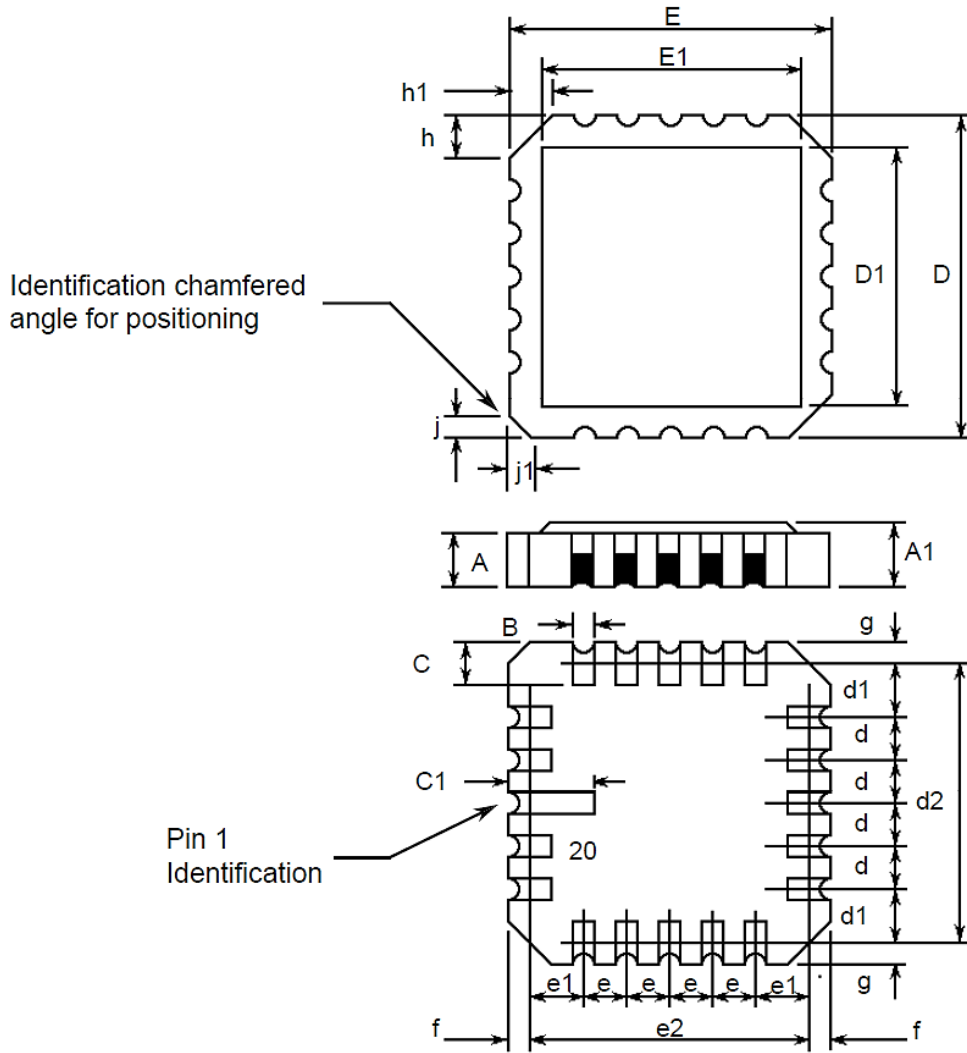 E
E1
h1
h
D1
D
Identification chamfered
angle for positioning
j
j1
A
A1
B
g
C
d1
d
C1
d
d2
d
Pin 1
Identification
20
d
d1
e1 e e e e e1
g
f
e2
f